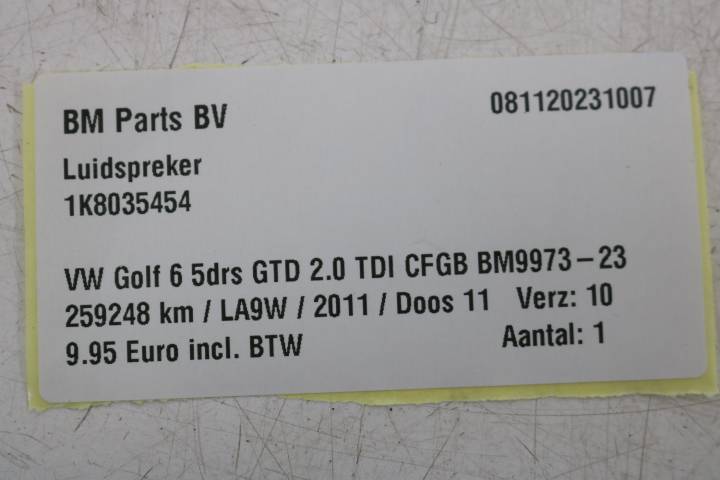 BM Parts BV 081120231007
Luidspreker
1K8035454
VW Golf 6 5drs GTD 2.0 TDI CFGB BM9973-23
259248 km / LA9W / 2011 / Doos 11 Verz: 10
9.95 Euro incl. BTW Aantal: 1